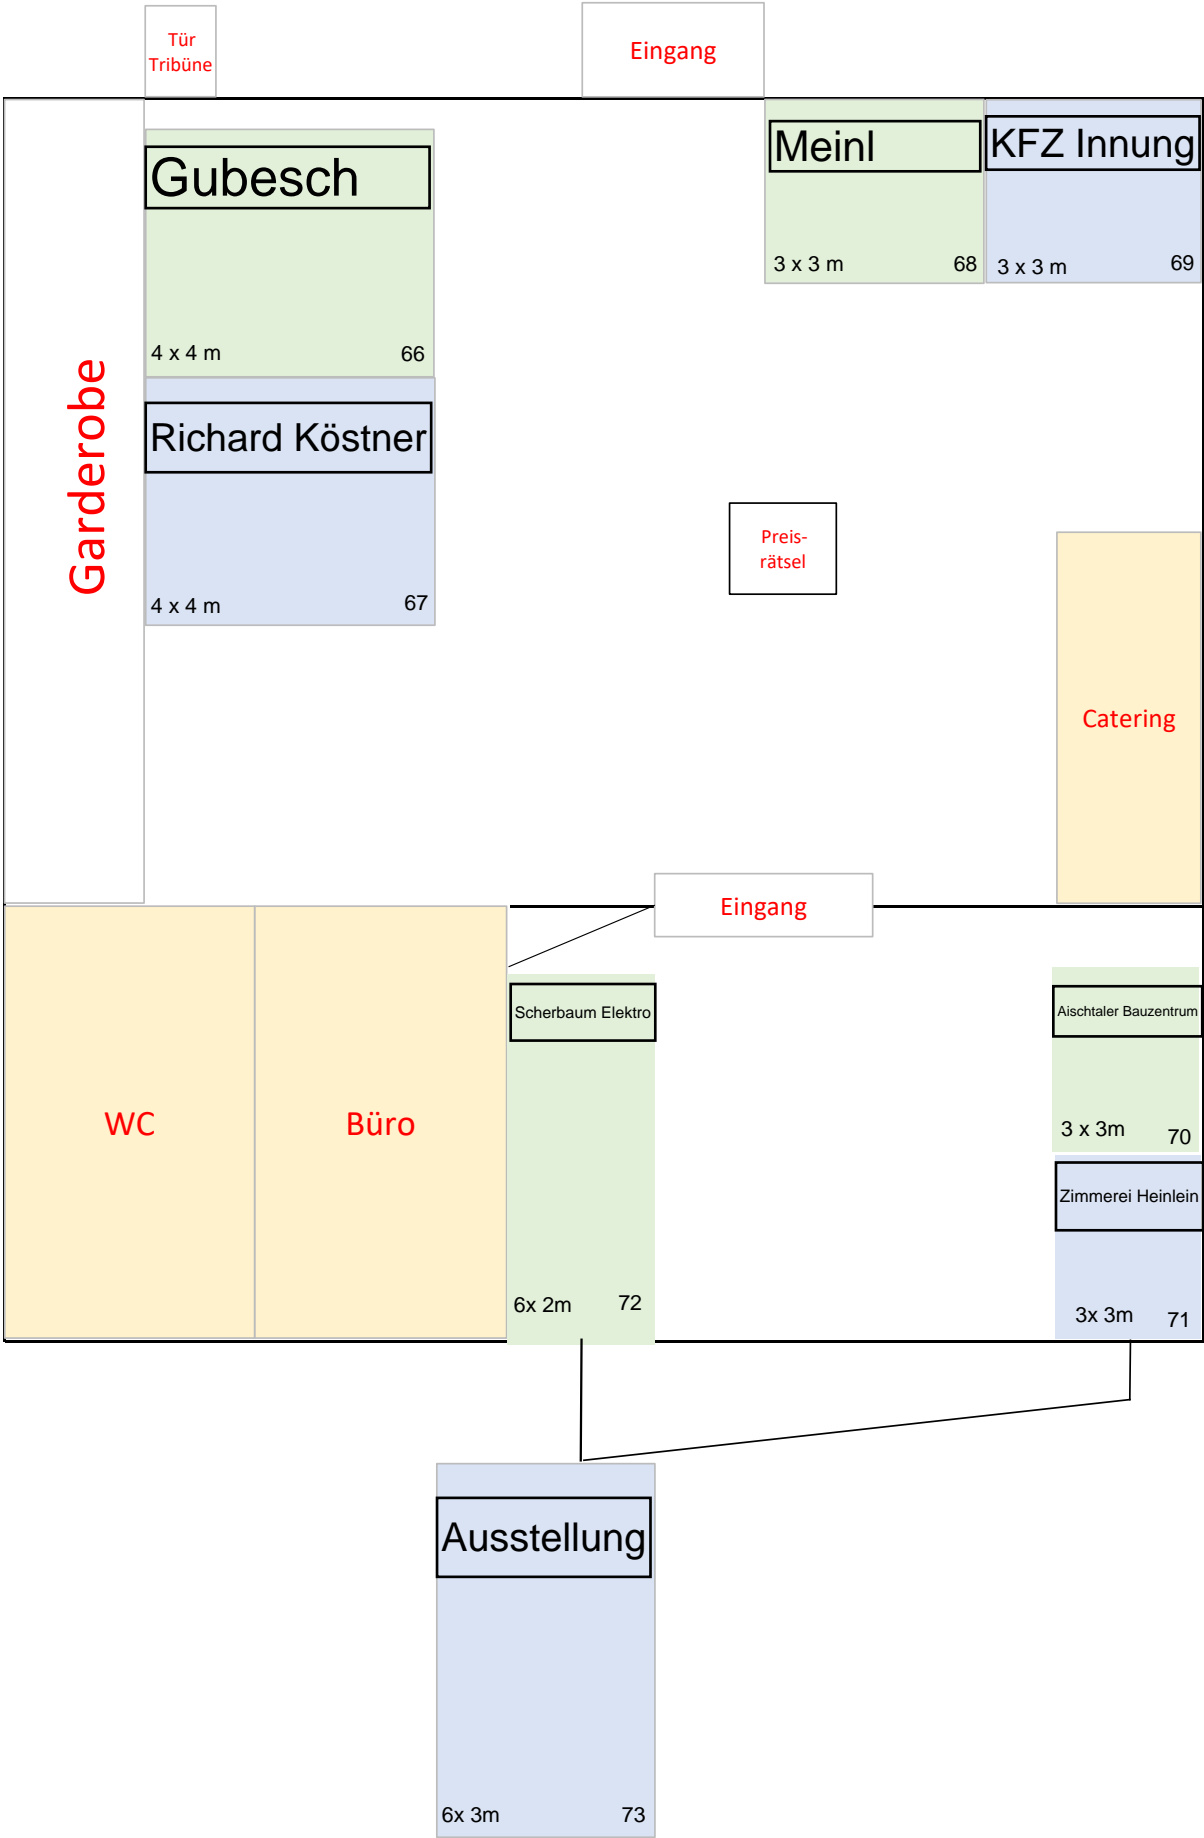 Tür
Tribüne
Eingang
Gubesch
4 x 4 m 66
Meinl
3 x 3 m 68
KFZ Innung
3 x 3 m 69
Garderobe
Richard Köstner
4 x 4 m 67
Preis-
rätsel
Catering
Eingang
WC
Büro
Scherbaum Elektro
6x 2m 72
Aischtaler Bauzentrum
3 x 3m 70
Zimmerei Heinlein
3x 3m 71
Ausstellung
6x 3m 73